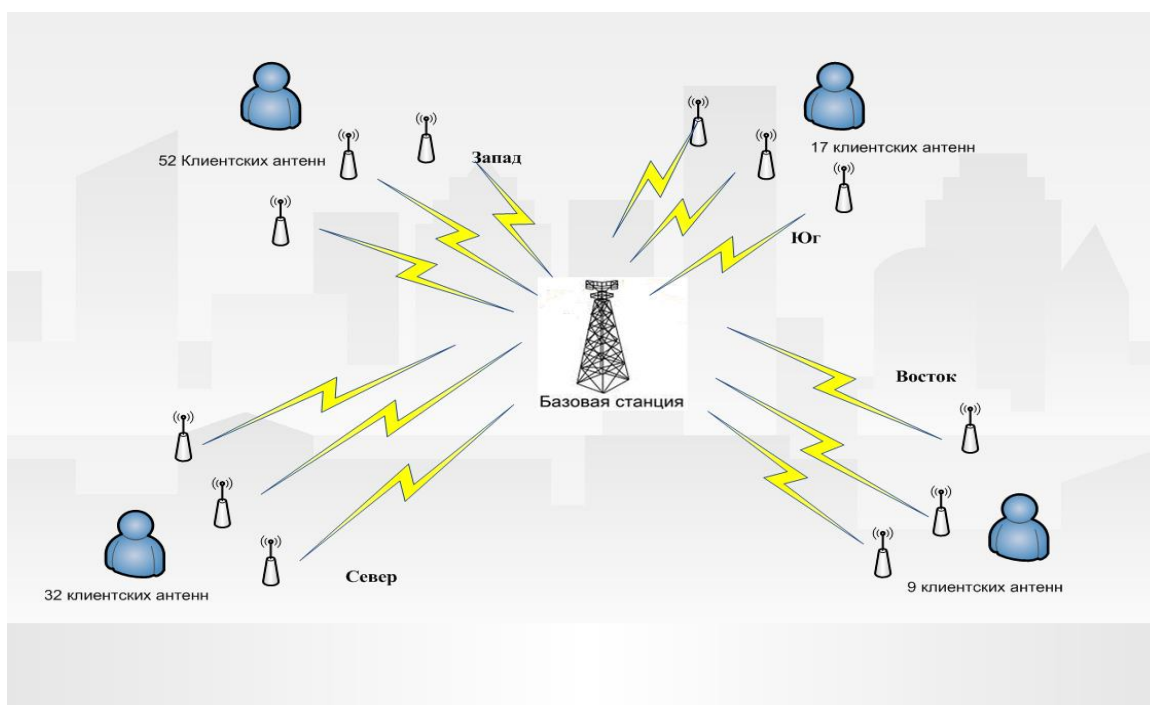 52 Клиентских антенн
Запад
17 клиентских антенн
Юг
Базовая станция
Восток
Север
32 клиентских антенн
9 клиентских антенн